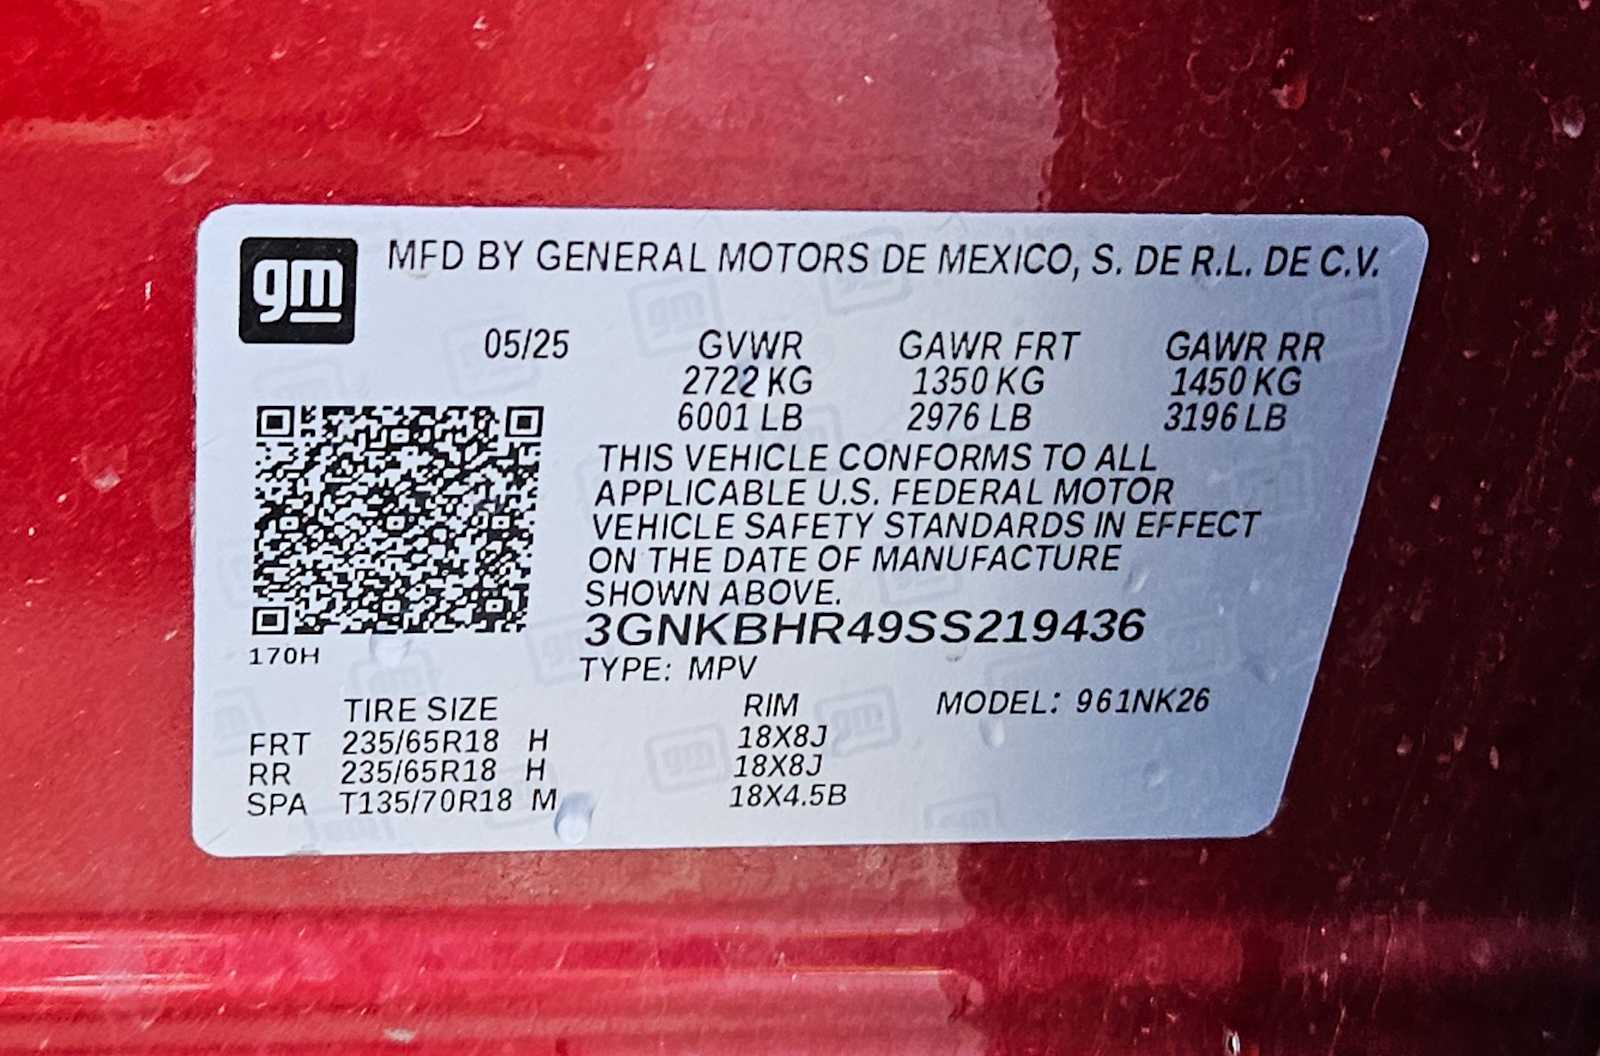 gm
MFD BY GENERAL MOTORS DE MEXICO, S. DE R.L. DE C.V.
05/25 GVWR GAWR FRT GAWR RR
2722 KG 1350 KG 1450 KG
6001 LB 2976 LB 3196 LB
THIS VEHICLE CONFORMS TO ALL
APPLICABLE U.S. FEDERAL MOTOR
VEHICLE SAFETY STANDARDS IN EFFECT
ON THE DATE OF MANUFACTURE
SHOWN ABOVE.
3GNKBHR49SS219436
170H
TYPE: MPV
TIRE SIZE RIM MODEL: 961NK26
FRT 235/65R18 H 18X8J
RR 235/65R18 H 18X8J
SPA T135/70R18 M 18X4.5B